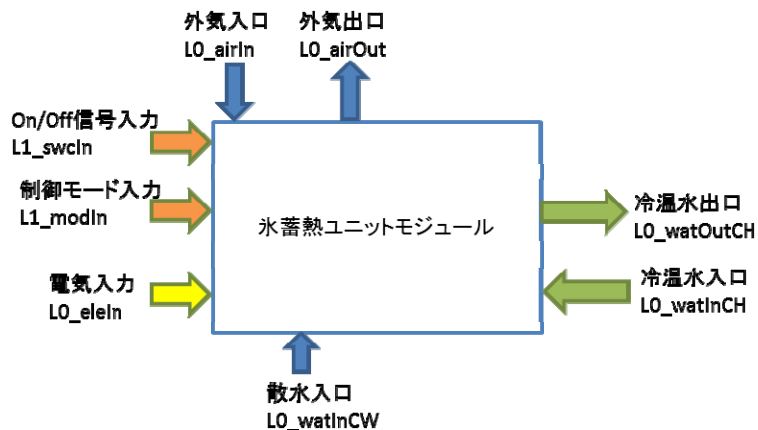 外気入口
L0_airIn
外気出口
L0_airOut
On/Off信号入力
L1_swcIn
制御モード入力
L1_modIn
電気入力
L0_eleIn
氷蓄熱ユニットモジュール
冷温水出口
L0_watOutCH
冷温水入口
L0_watInCH
散水入口
L0_watInCW